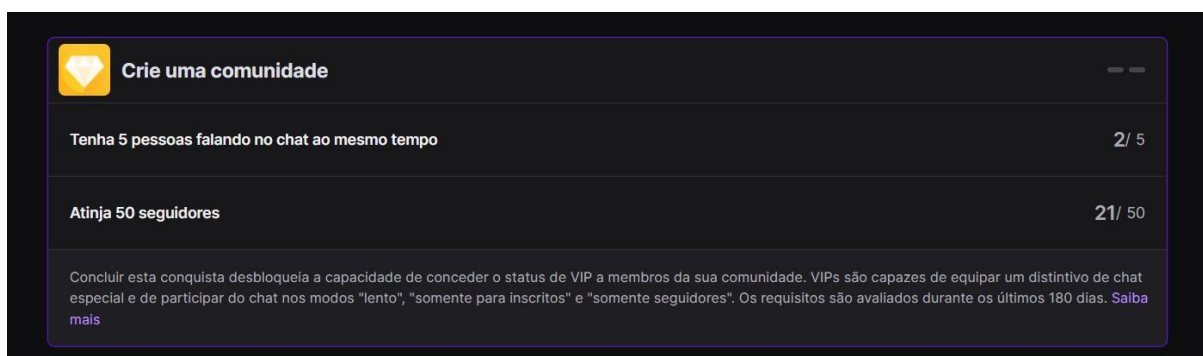 Crie uma comunidade
Tenha 5 pessoas falando no chat ao mesmo tempo
2/ 5
Atinja 50 seguidores
21/ 50
Concluir esta conquista desbloqueia a capacidade de conceder o status de VIP a membros da sua comunidade. VIPs são capazes de equipar um distintivo de chat
especial e de participar do chat nos modos "lento", "somente para inscritos" e "somente seguidores". Os requisitos são avaliados durante os últimos 180 dias. Saiba
mais